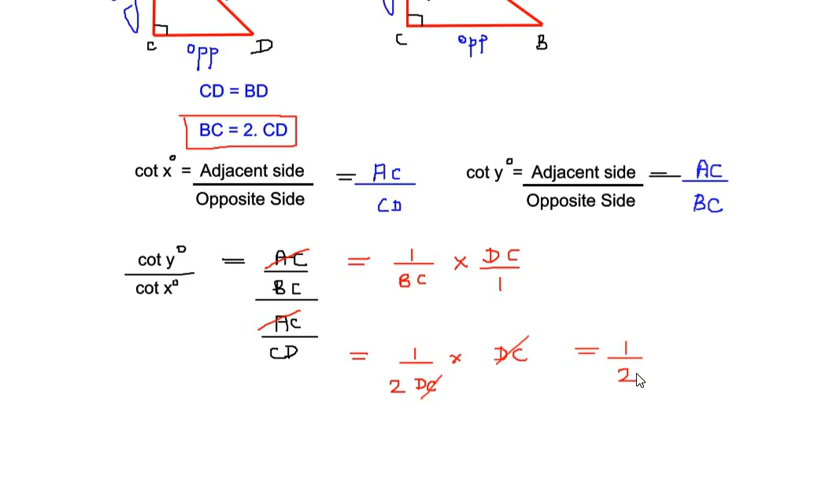 C opp D C opp B
CD = BD
BC = 2. CD
cot x° = Adjacent side / Opposite Side = AC / CD cot y° = Adjacent side / Opposite Side = AC / BC
cot y° / cot x° = AC / BC / AC / CD = 1 / BC × DC / 1
= 1 / 2 DC × DC = 1 / 2